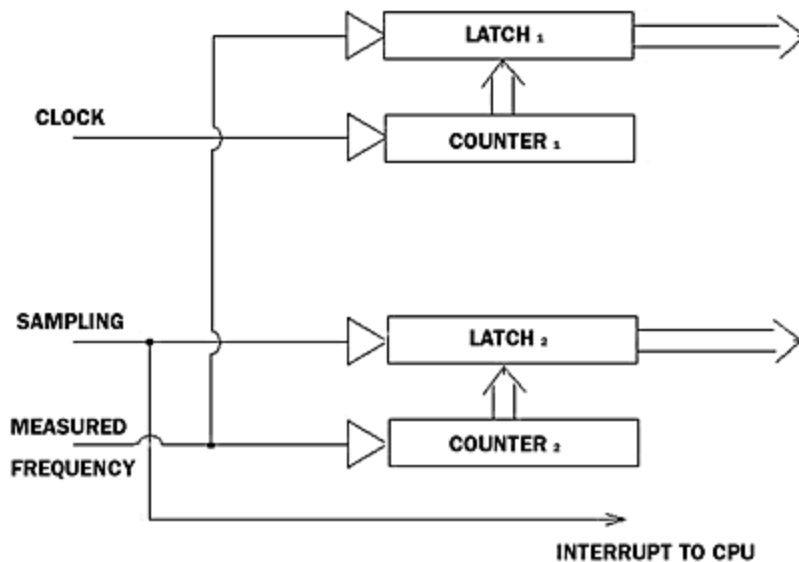 LATCH 1
CLOCK
COUNTER 1
SAMPLING
LATCH 2
MEASURED
FREQUENCY
COUNTER 2
INTERRUPT TO CPU